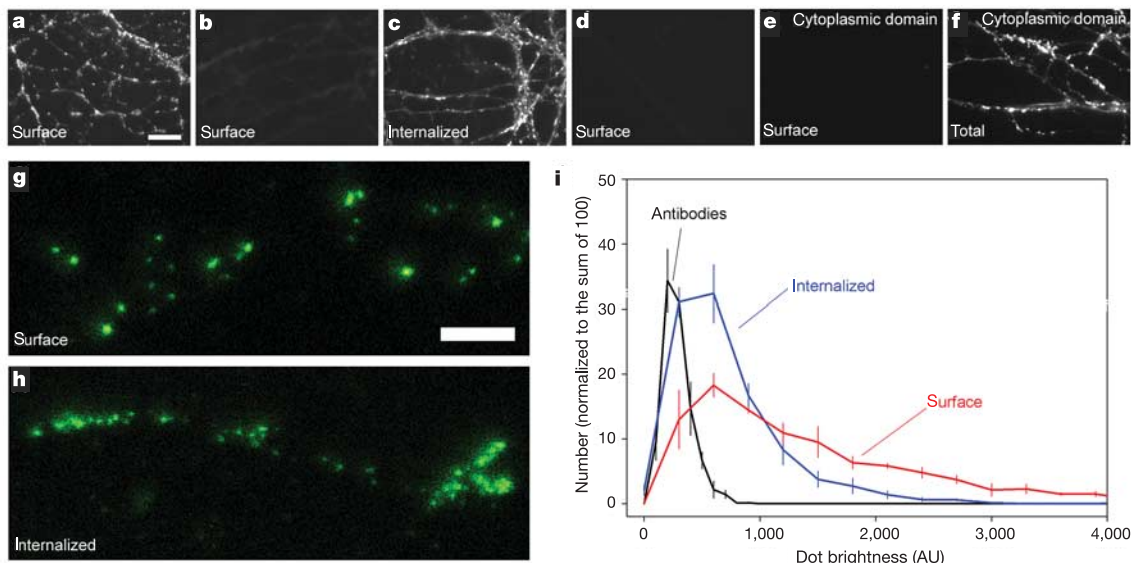 a
Surface
b
Surface
c
Internalized
d
Surface
e
Cytoplasmic domain
Surface
f
Cytoplasmic domain
Total
g
Surface
h
Internalized
i
Number (normalized to the sum of 100)
50
40
30
20
10
0
Antibodies
Internalized
Surface
0
1,000
2,000
3,000
4,000
Dot brightness (AU)